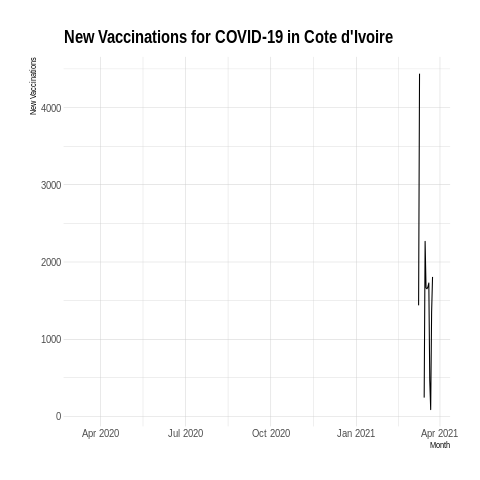 New Vaccinations for COVID-19 in Cote d'Ivoire
New Vaccinations
4000
3000
2000
1000
0
Apr 2020 Jul 2020 Oct 2020 Jan 2021 Apr 2021
Month